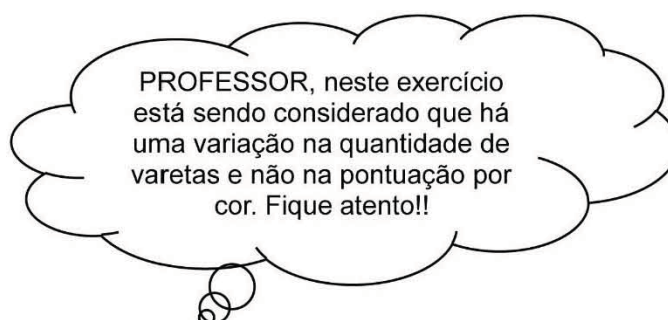 PROFESSOR, neste exercício
está sendo considerado que há
uma variação na quantidade de
varetas e não na pontuação por
cor. Fique atento!!